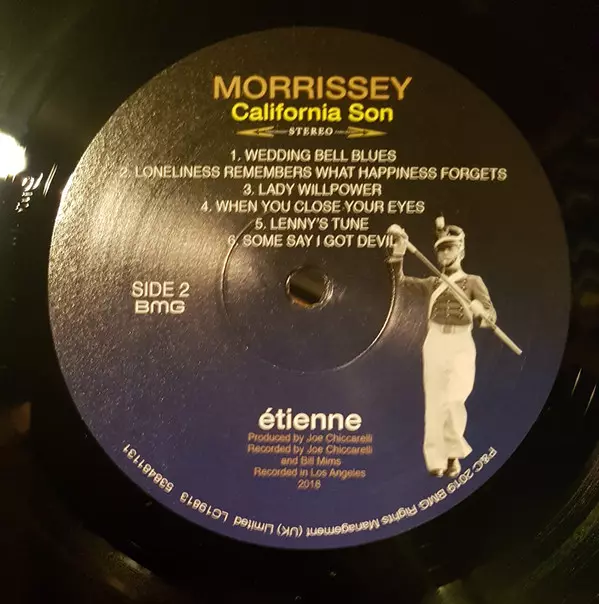 MORRISSEY
California Son
STEREO
1. WEDDING BELL BLUES
2. LONELINESS REMEMBERS WHAT HAPPINESS FORGETS
3. LADY WILLPOWER
4. WHEN YOU CLOSE YOUR EYES
5. LENNY'S TUNE
6. SOME SAY I GOT DEVIL
SIDE 2
BMG
étienne
Produced by Joe Chiccarelli
Recorded by Joe Chiccarelli
and Bill Mims
Recorded in Los Angeles
2018
P&C 2019 BMG Rights Management (UK) Limited LC19813 538481131